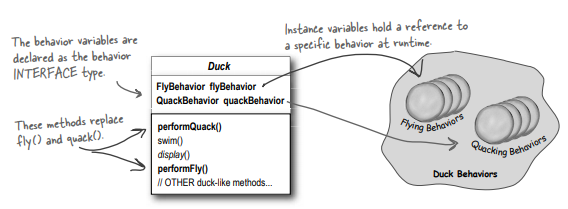 Instance variables hold a reference to
a specific behavior at runtime.
The behavior variables are
declared as the behavior
INTERFACE type.
These methods replace
fly() and quack().
Duck
FlyBehavior flyBehavior
QuackBehavior quackBehavior
performQuack()
swim()
display()
performFly()
// OTHER duck-like methods...
Flying Behaviors
Quacking Behaviors
Duck Behaviors